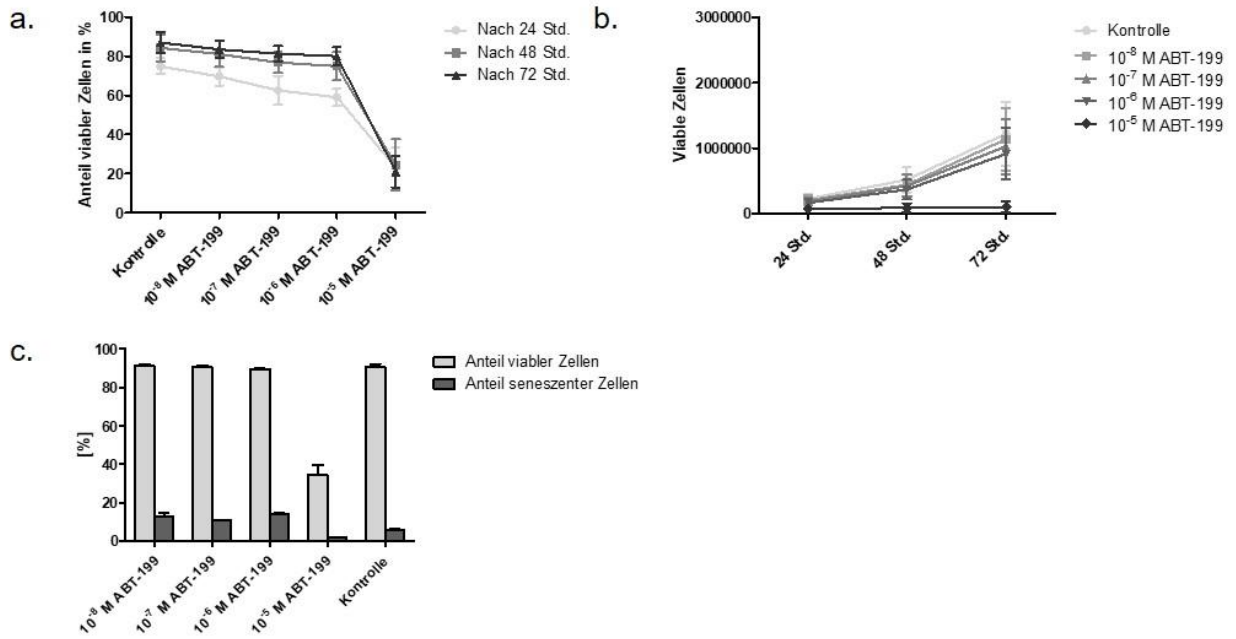 a.
Anteil viabler Zellen in %
100
80
60
40
20
0
Kontrolle
10⁻⁸ M ABT-199
10⁻⁷ M ABT-199
10⁻⁶ M ABT-199
10⁻⁵ M ABT-199
Nach 24 Std.
Nach 48 Std.
Nach 72 Std.
b.
Viable Zellen
3000000
2000000
1000000
0
24 Std.
48 Std.
72 Std.
Kontrolle
10⁻⁸ M ABT-199
10⁻⁷ M ABT-199
10⁻⁶ M ABT-199
10⁻⁵ M ABT-199
c.
[%]
100
80
60
40
20
0
10⁻⁸ M ABT-199
10⁻⁷ M ABT-199
10⁻⁶ M ABT-199
10⁻⁵ M ABT-199
Kontrolle
Anteil viabler Zellen
Anteil seneszenter Zellen